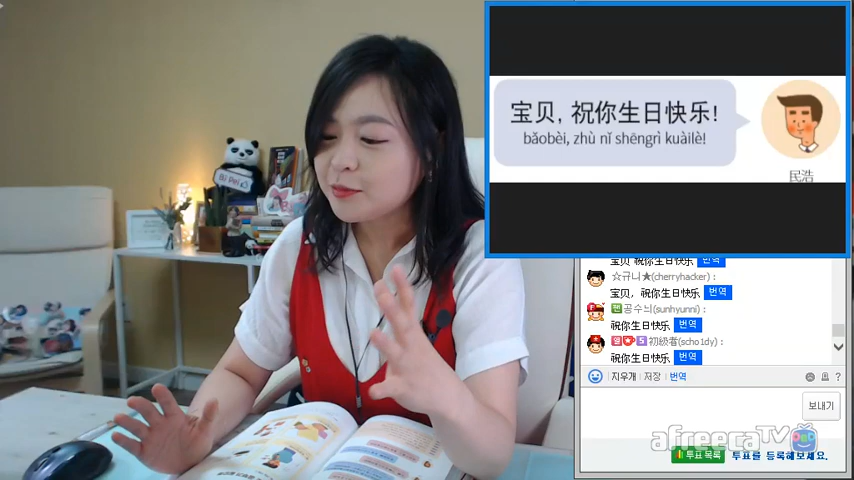 宝贝, 祝你生日快乐!
bǎobèi, zhù nǐ shēngrì kuàilè!
民浩
宝贝 祝你生日快乐 번역
☆규니★(cherryhacker) :
宝贝, 祝你生日快乐 번역
(sunhyunni) :
祝你生日快乐 번역
初級者(scho1dy) :
祝你生日快乐 번역
지우개 | 저장 | 번역
보내기
afreecaTV
투표 목록 투표를 등록해보세요.